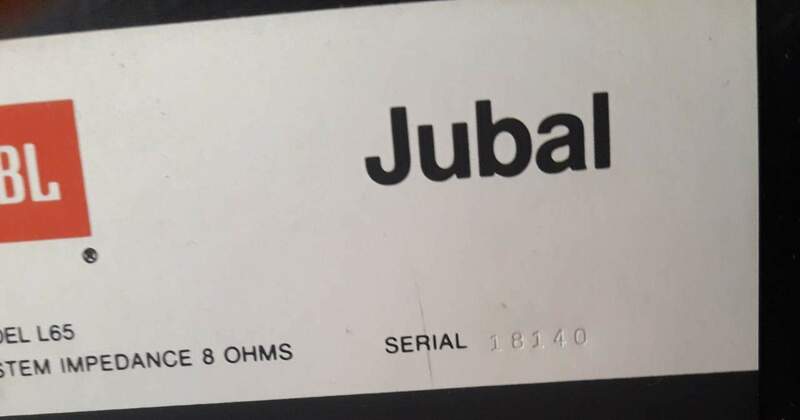 Jubal
BL
®
DEL L65
STEM IMPEDANCE 8 OHMS
SERIAL 18140